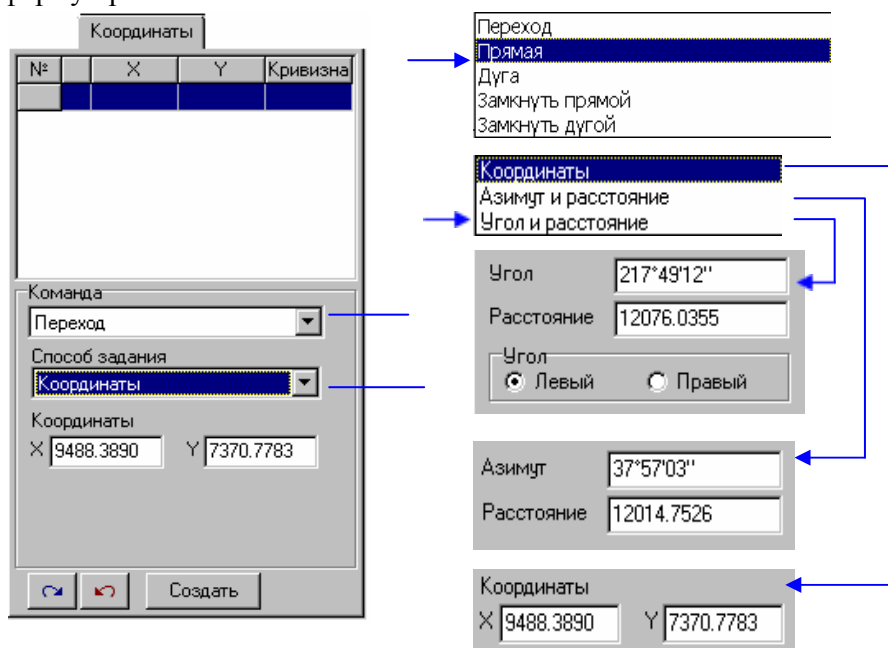 Координаты
№ X Y Кривизна
Команда
Переход
Способ задания
Координаты
Координаты
X 9488.3890 Y 7370.7783
Создать
Переход
Прямая
Дуга
Замкнуть прямой
Замкнуть дугой
Координаты
Азимут и расстояние
Угол и расстояние
Угол 217°49'12''
Расстояние 12076.0355
Угол
Левый Правый
Азимут 37°57'03''
Расстояние 12014.7526
Координаты
X 9488.3890 Y 7370.7783